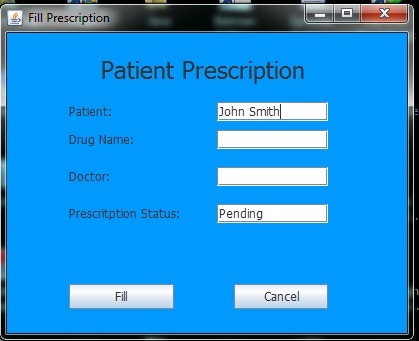 Fill Prescription
Patient Prescription
Patient: John Smith
Drug Name:
Doctor:
Prescritption Status: Pending
Fill Cancel